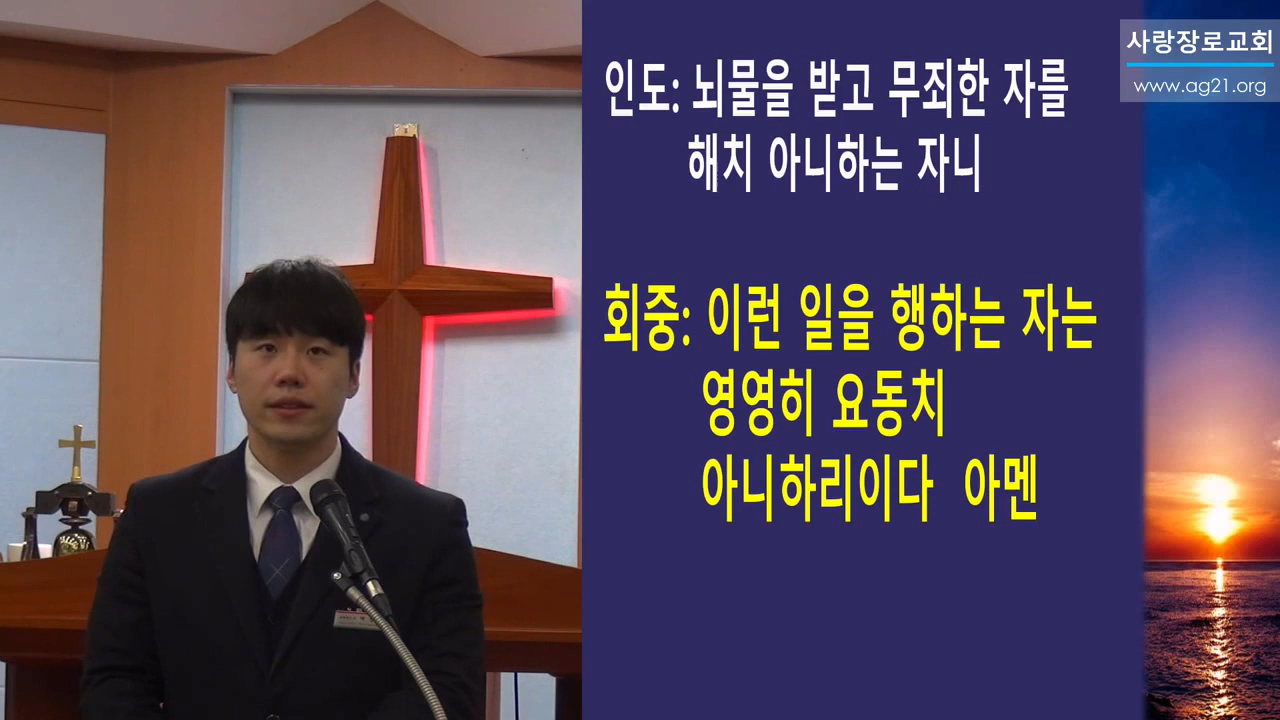 인도: 뇌물을 받고 무죄한 자를
해치 아니하는 자니
회중: 이런 일을 행하는 자는
영영히 요동치
아니하리이다 아멘
사랑장로교회
www.ag21.org